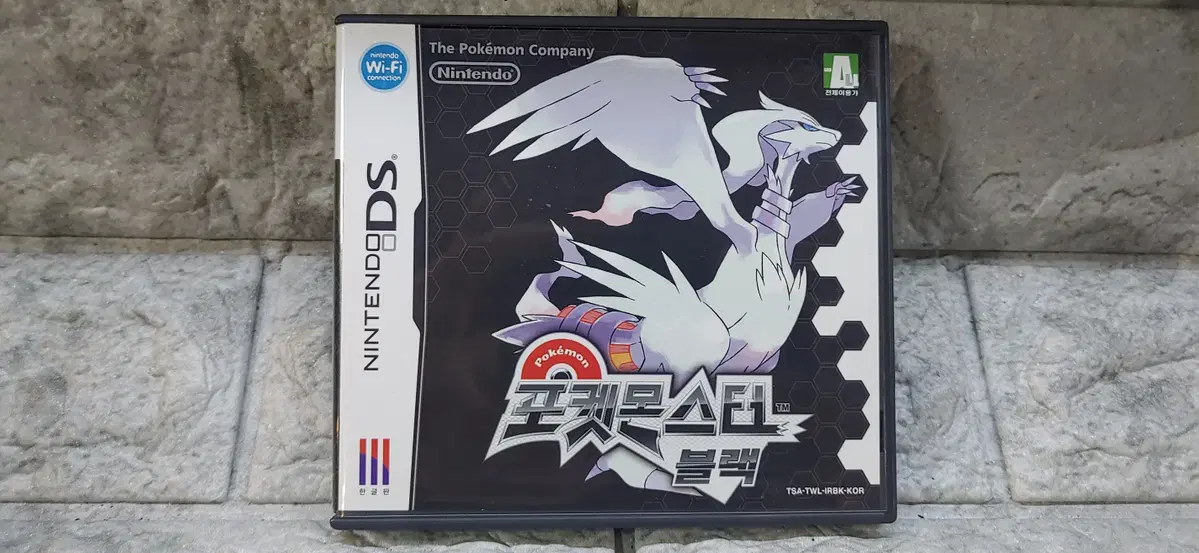 nintendo
Wi-Fi
connection
The Pokémon Company
Nintendo®
전체이용가
NINTENDO DS®
Pokémon
포켓몬스터™
블랙
한글판
TSA-TWL-IRBK-KOR